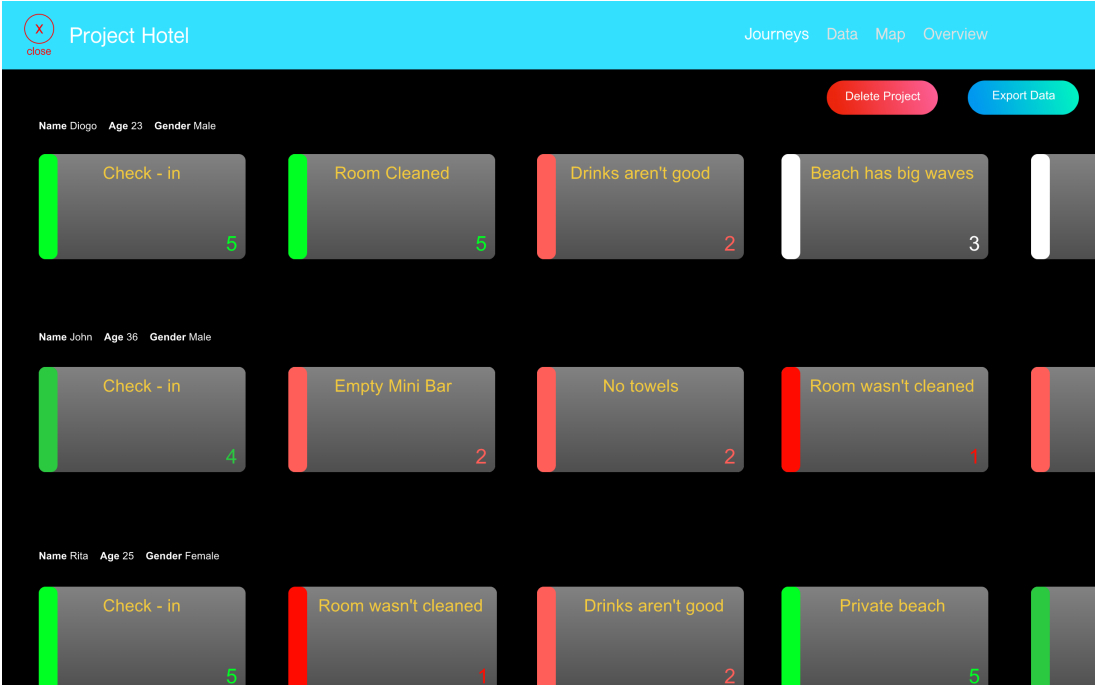 X
close
Project Hotel
Journeys Data Map Overview
Delete Project Export Data
Name Diogo Age 23 Gender Male
Check - in Room Cleaned Drinks aren't good Beach has big waves
5 5 2 3
Name John Age 36 Gender Male
Check - in Empty Mini Bar No towels Room wasn't cleaned
4 2 2 1
Name Rita Age 25 Gender Female
Check - in Room wasn't cleaned Drinks aren't good Private beach
5 1 2 5